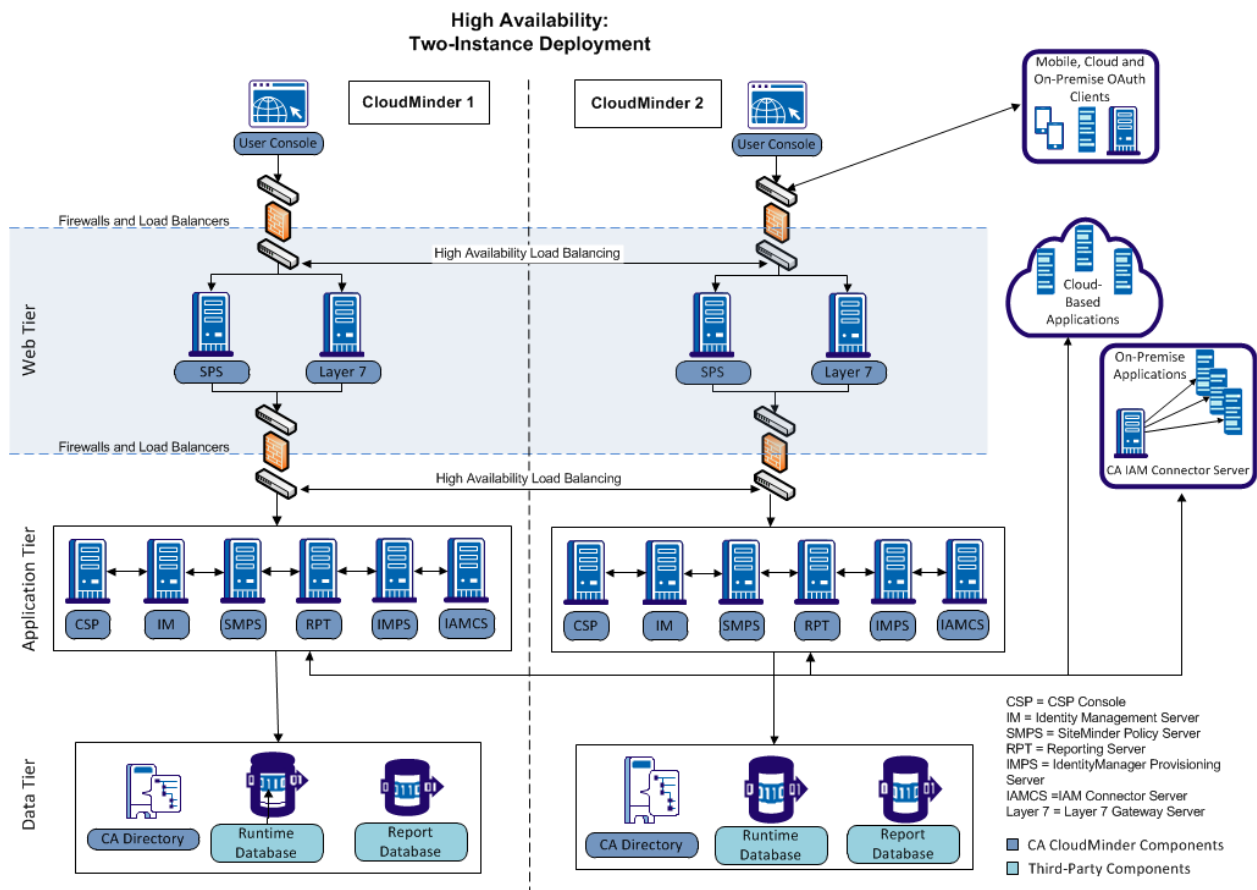 High Availability:
Two-Instance Deployment
CloudMinder 1
CloudMinder 2
User Console
User Console
Mobile, Cloud and
On-Premise OAuth
Clients
Firewalls and Load Balancers
High Availability Load Balancing
Web Tier
SPS
Layer 7
SPS
Layer 7
Cloud-
Based
Applications
On-Premise
Applications
CA IAM Connector Server
Firewalls and Load Balancers
High Availability Load Balancing
Application Tier
CSP
IM
SMPS
RPT
IMPS
IAMCS
CSP
IM
SMPS
RPT
IMPS
IAMCS
Data Tier
CA Directory
Runtime
Database
Report
Database
CA Directory
Runtime
Database
Report
Database
CSP = CSP Console
IM = Identity Management Server
SMPS = SiteMinder Policy Server
RPT = Reporting Server
IMPS = IdentityManager Provisioning
Server
IAMCS =IAM Connector Server
Layer 7 = Layer 7 Gateway Server
CA CloudMinder Components
Third-Party Components